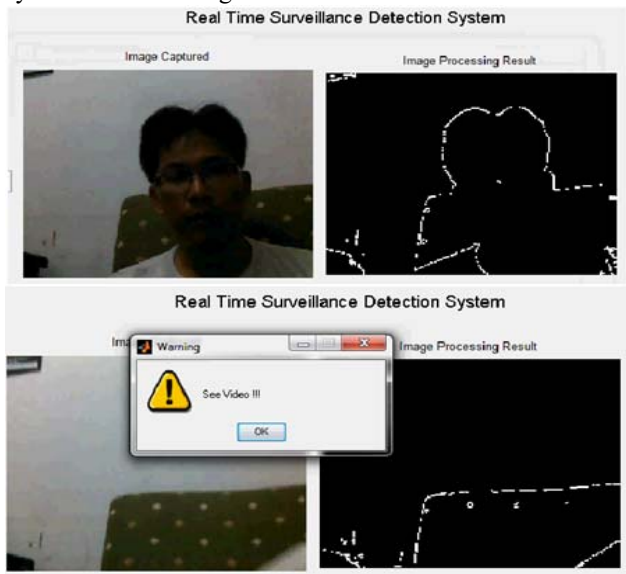 Real Time Surveillance Detection System
Image Captured
Image Processing Result
Real Time Surveillance Detection System
Ima
Warning
Image Processing Result
See Video !!!
OK